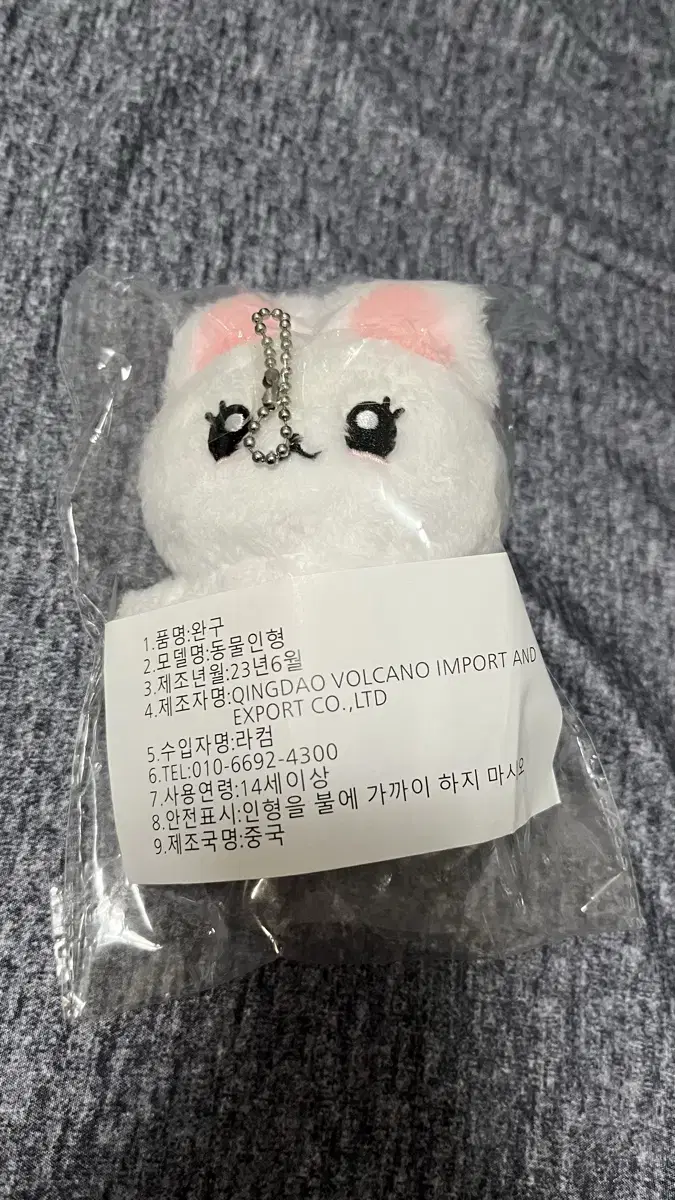 1.품명:완구
2.모델명:동물인형
3.제조년월:23년6월
4.제조자명:QINGDAO VOLCANO IMPORT AND
EXPORT CO.,LTD
5.수입자명:라컴
6.TEL:010-6692-4300
7.사용연령:14세이상
8.안전표시:인형을 불에 가까이 하지 마시오
9.제조국명:중국